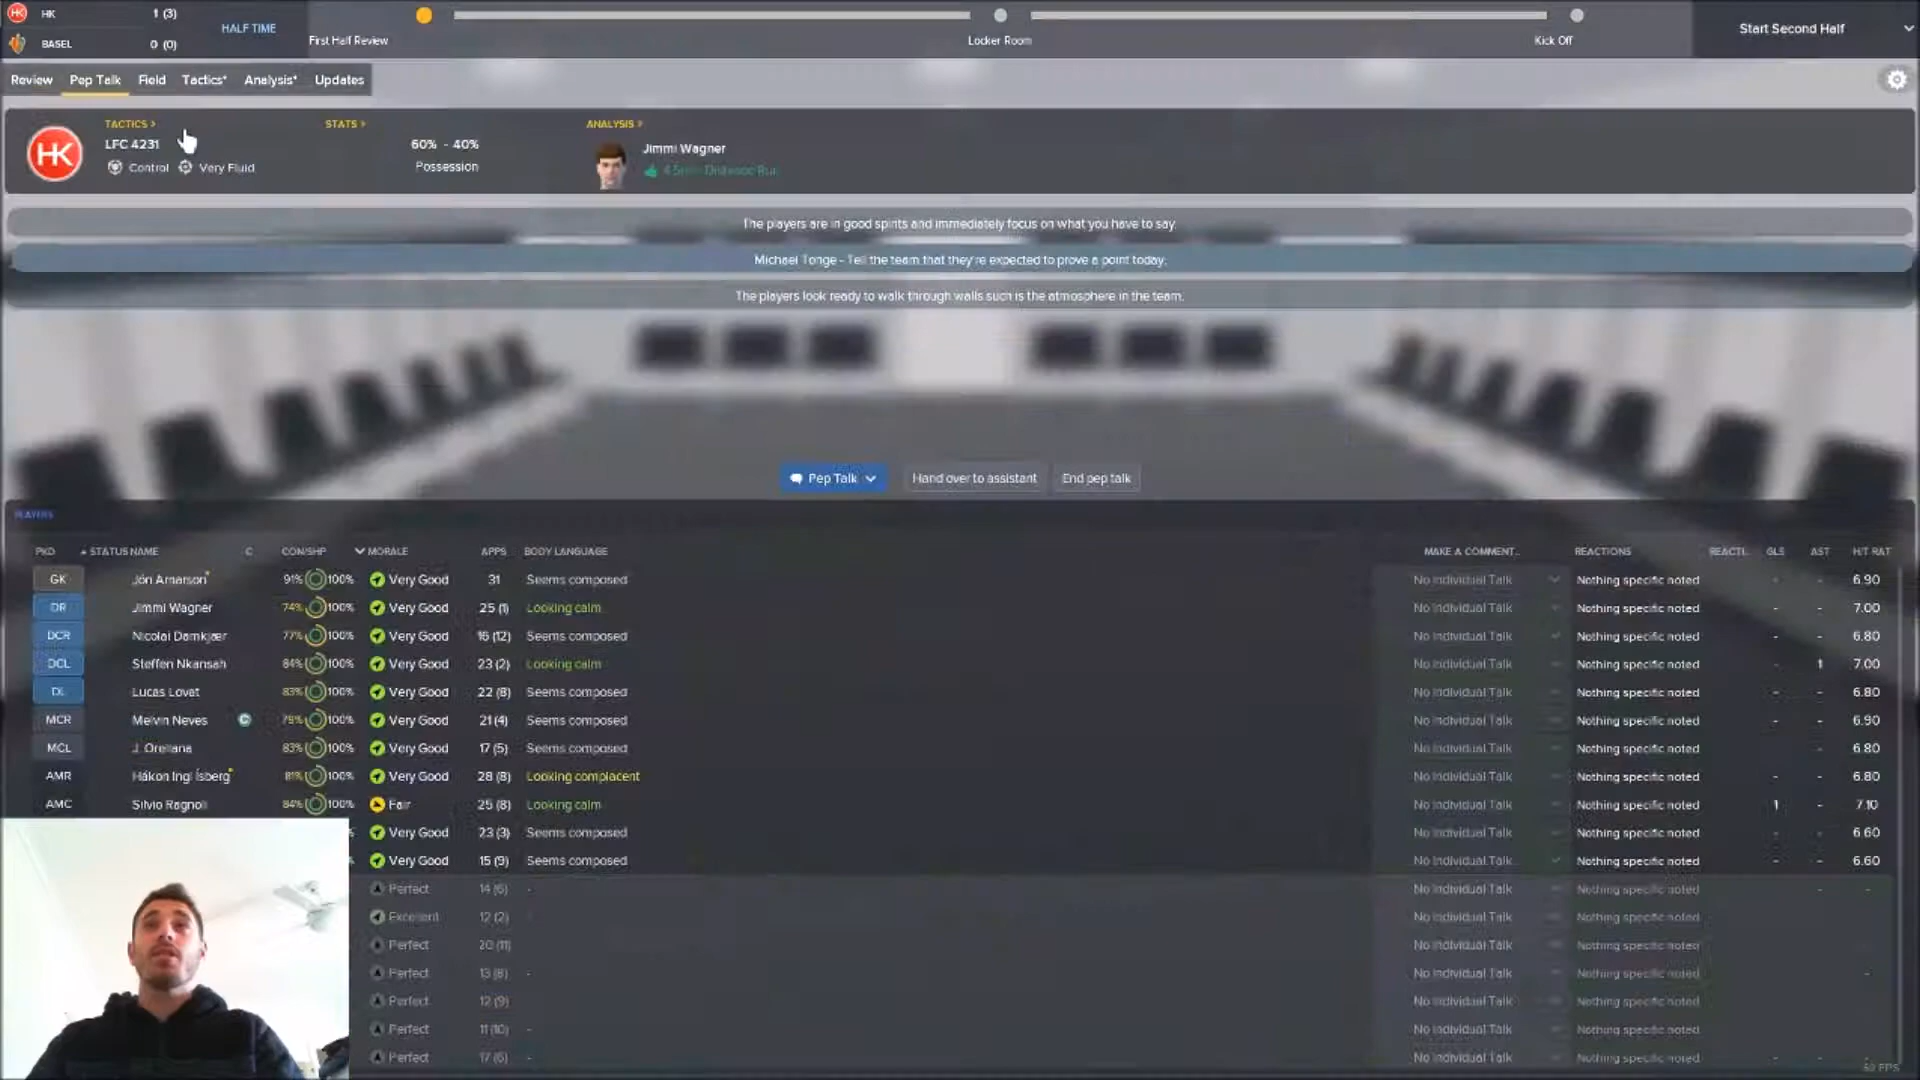 HK 1 (3)
BASEL 0 (0)
HALF TIME
First Half Review
Locker Room
Kick Off
Start Second Half
Review Pep Talk Field Tactics* Analysis* Updates
HK
TACTICS >
LFC 4231
Control Very Fluid
STATS >
60% - 40%
Possession
ANALYSIS >
Jimmi Wagner
Distance Run
The players are in good spirits and immediately focus on what you have to say.
Michael Tonge - Tell the team that they're expected to prove a point today.
The players look ready to walk through walls such is the atmosphere in the team.
Pep Talk Hand over to assistant End pep talk
PLAYERS
PKD STATUS NAME C CON/SHP MORALE APPS BODY LANGUAGE MAKE A COMMENT... REACTIONS REACTI... GLS AST H/T RAT
GK Jón Arnarson 91% 100% Very Good 31 Seems composed No Individual Talk Nothing specific noted - - 6.90
DR Jimmi Wagner 74% 100% Very Good 25 (1) Looking calm No Individual Talk Nothing specific noted - - 7.00
DCR Nicolai Damkjær 77% 100% Very Good 16 (12) Seems composed No Individual Talk Nothing specific noted - - 6.80
DCL Steffen Nkansah 84% 100% Very Good 23 (2) Looking calm No Individual Talk Nothing specific noted - 1 7.00
DL Lucas Lovat 83% 100% Very Good 22 (8) Seems composed No Individual Talk Nothing specific noted - - 6.80
MCR Melvin Neves C 100% Very Good 21 (4) Seems composed No Individual Talk Nothing specific noted - - 6.90
MCL J. Orellana 83% 100% Very Good 17 (5) Seems composed No Individual Talk Nothing specific noted - - 6.80
AMR Hákon Ingi Ísberg 81% 100% Very Good 28 (8) Looking complacent No Individual Talk Nothing specific noted - - 6.80
AMC Silvio Ragnoli 84% 100% Fair 25 (8) Looking calm No Individual Talk Nothing specific noted 1 - 7.10
Very Good 23 (3) Seems composed No Individual Talk Nothing specific noted - - 6.60
Very Good 15 (9) Seems composed No Individual Talk Nothing specific noted - - 6.60
Perfect 14 (6) - No Individual Talk Nothing specific noted - -
Excellent 12 (2) - No Individual Talk Nothing specific noted
Perfect 20 (11) No Individual Talk Nothing specific noted
Perfect 13 (8) - No Individual Talk Nothing specific noted -
Perfect 12 (9) No Individual Talk Nothing specific noted
Perfect 11 (10) - No Individual Talk Nothing specific noted
Perfect 17 (6) - No Individual Talk Nothing specific noted - - -
FPS